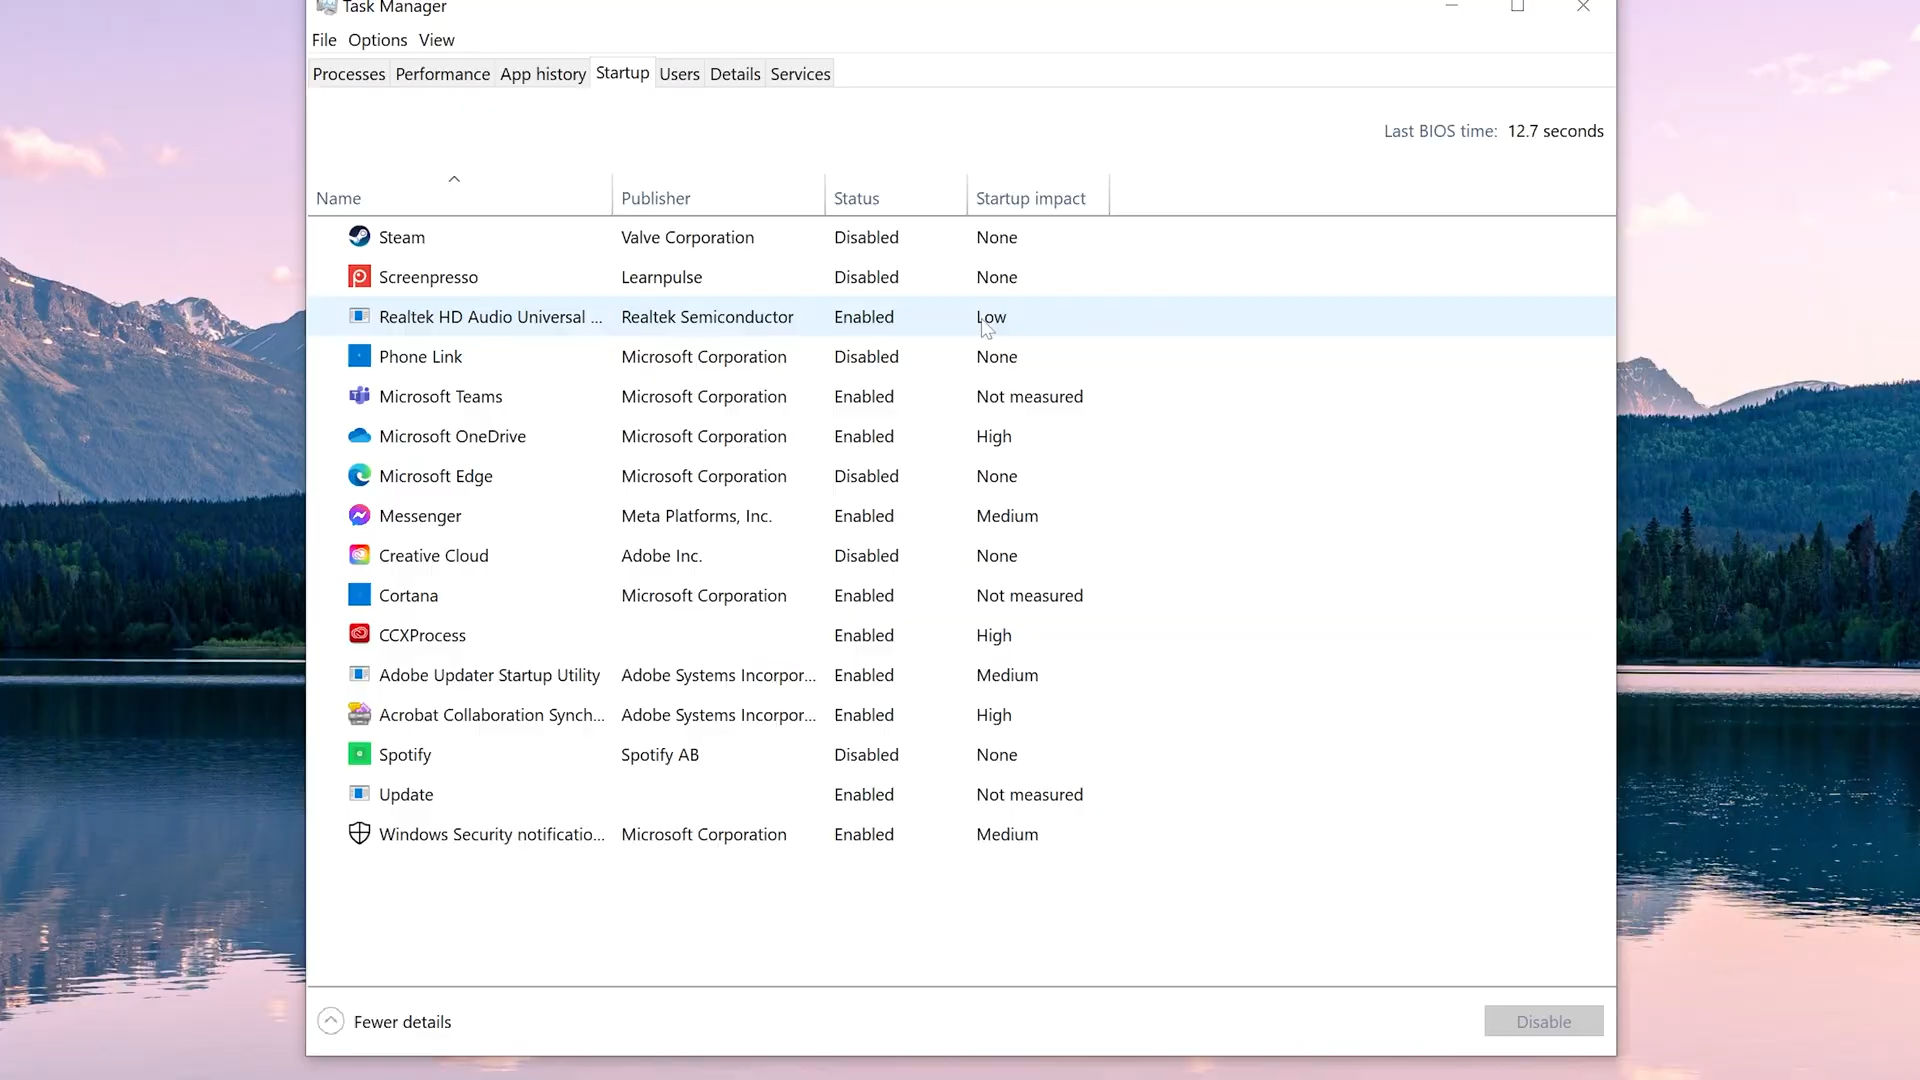 Task Manager
File Options View
Processes Performance App history Startup Users Details Services
Last BIOS time: 12.7 seconds
Name Publisher Status Startup impact
Steam Valve Corporation Disabled None
Screenpresso Learnpulse Disabled None
Realtek HD Audio Universal ... Realtek Semiconductor Enabled Low
Phone Link Microsoft Corporation Disabled None
Microsoft Teams Microsoft Corporation Enabled Not measured
Microsoft OneDrive Microsoft Corporation Enabled High
Microsoft Edge Microsoft Corporation Disabled None
Messenger Meta Platforms, Inc. Enabled Medium
Creative Cloud Adobe Inc. Disabled None
Cortana Microsoft Corporation Enabled Not measured
CCXProcess Enabled High
Adobe Updater Startup Utility Adobe Systems Incorpor... Enabled Medium
Acrobat Collaboration Synch... Adobe Systems Incorpor... Enabled High
Spotify Spotify AB Disabled None
Update Enabled Not measured
Windows Security notificatio... Microsoft Corporation Enabled Medium
Fewer details Disable